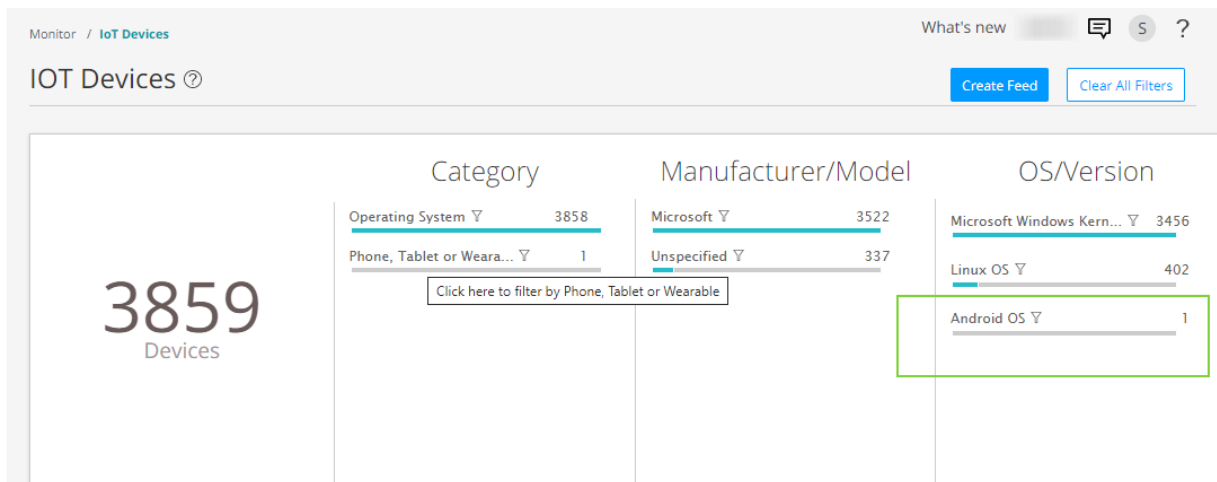 Monitor / IoT Devices
What's new
S ?
IOT Devices ?
Create Feed
Clear All Filters
3859
Devices
Category
Operating System 3858
Phone, Tablet or Weara... 1
Click here to filter by Phone, Tablet or Wearable
Manufacturer/Model
Microsoft 3522
Unspecified 337
OS/Version
Microsoft Windows Kern... 3456
Linux OS 402
Android OS 1